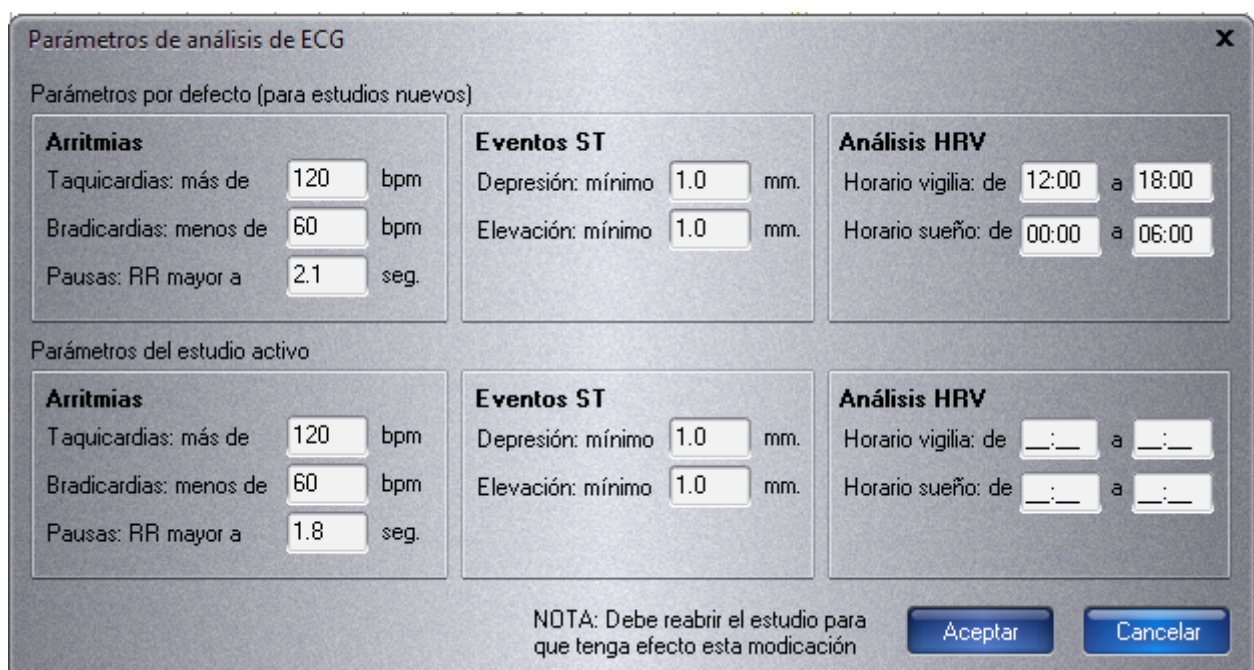 Parámetros de análisis de ECG
x
Parámetros por defecto (para estudios nuevos)
Arritmias
Taquicardias: más de 120 bpm
Bradicardias: menos de 60 bpm
Pausas: RR mayor a 2.1 seg.
Eventos ST
Depresión: mínimo 1.0 mm.
Elevación: mínimo 1.0 mm.
Análisis HRV
Horario vigilia: de 12:00 a 18:00
Horario sueño: de 00:00 a 06:00
Parámetros del estudio activo
Arritmias
Taquicardias: más de 120 bpm
Bradicardias: menos de 60 bpm
Pausas: RR mayor a 1.8 seg.
Eventos ST
Depresión: mínimo 1.0 mm.
Elevación: mínimo 1.0 mm.
Análisis HRV
Horario vigilia: de __:__ a __:__
Horario sueño: de __:__ a __:__
NOTA: Debe reabrir el estudio para
que tenga efecto esta modicación
Aceptar
Cancelar